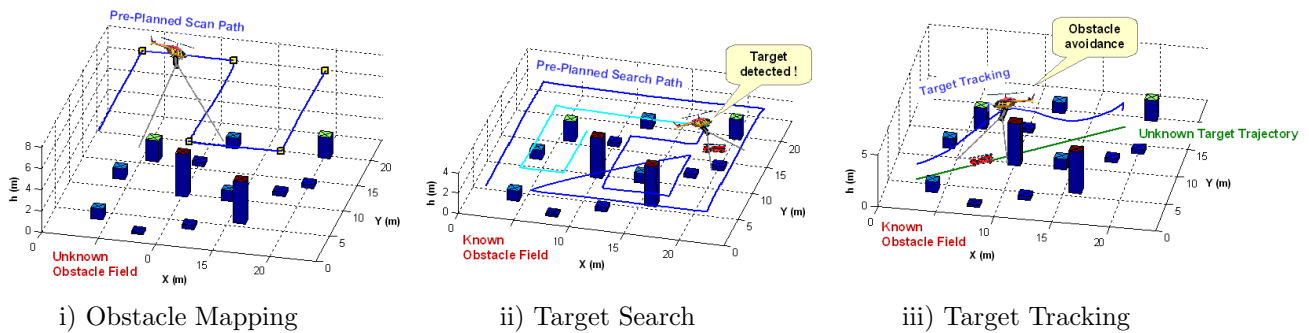 Pre-Planned Scan Path
8
6
4
2
0
h (m)
0
0
15
20
0
X (m)
5
10
15
20
Y (m)
Unknown
Obstacle Field
i) Obstacle Mapping
Target
detected !
Pre-Planned Search Path
4
2
0
h (m)
0
10
15
20
0
X (m)
5
10
15
20
Y (m)
Known
Obstacle Field
ii) Target Search
Obstacle
avoidance
Target Tracking
Unknown Target Trajectory
5
0
h (m)
0
5
10
15
20
0
X (m)
5
10
15
Y (m)
Known
Obstacle Field
iii) Target Tracking